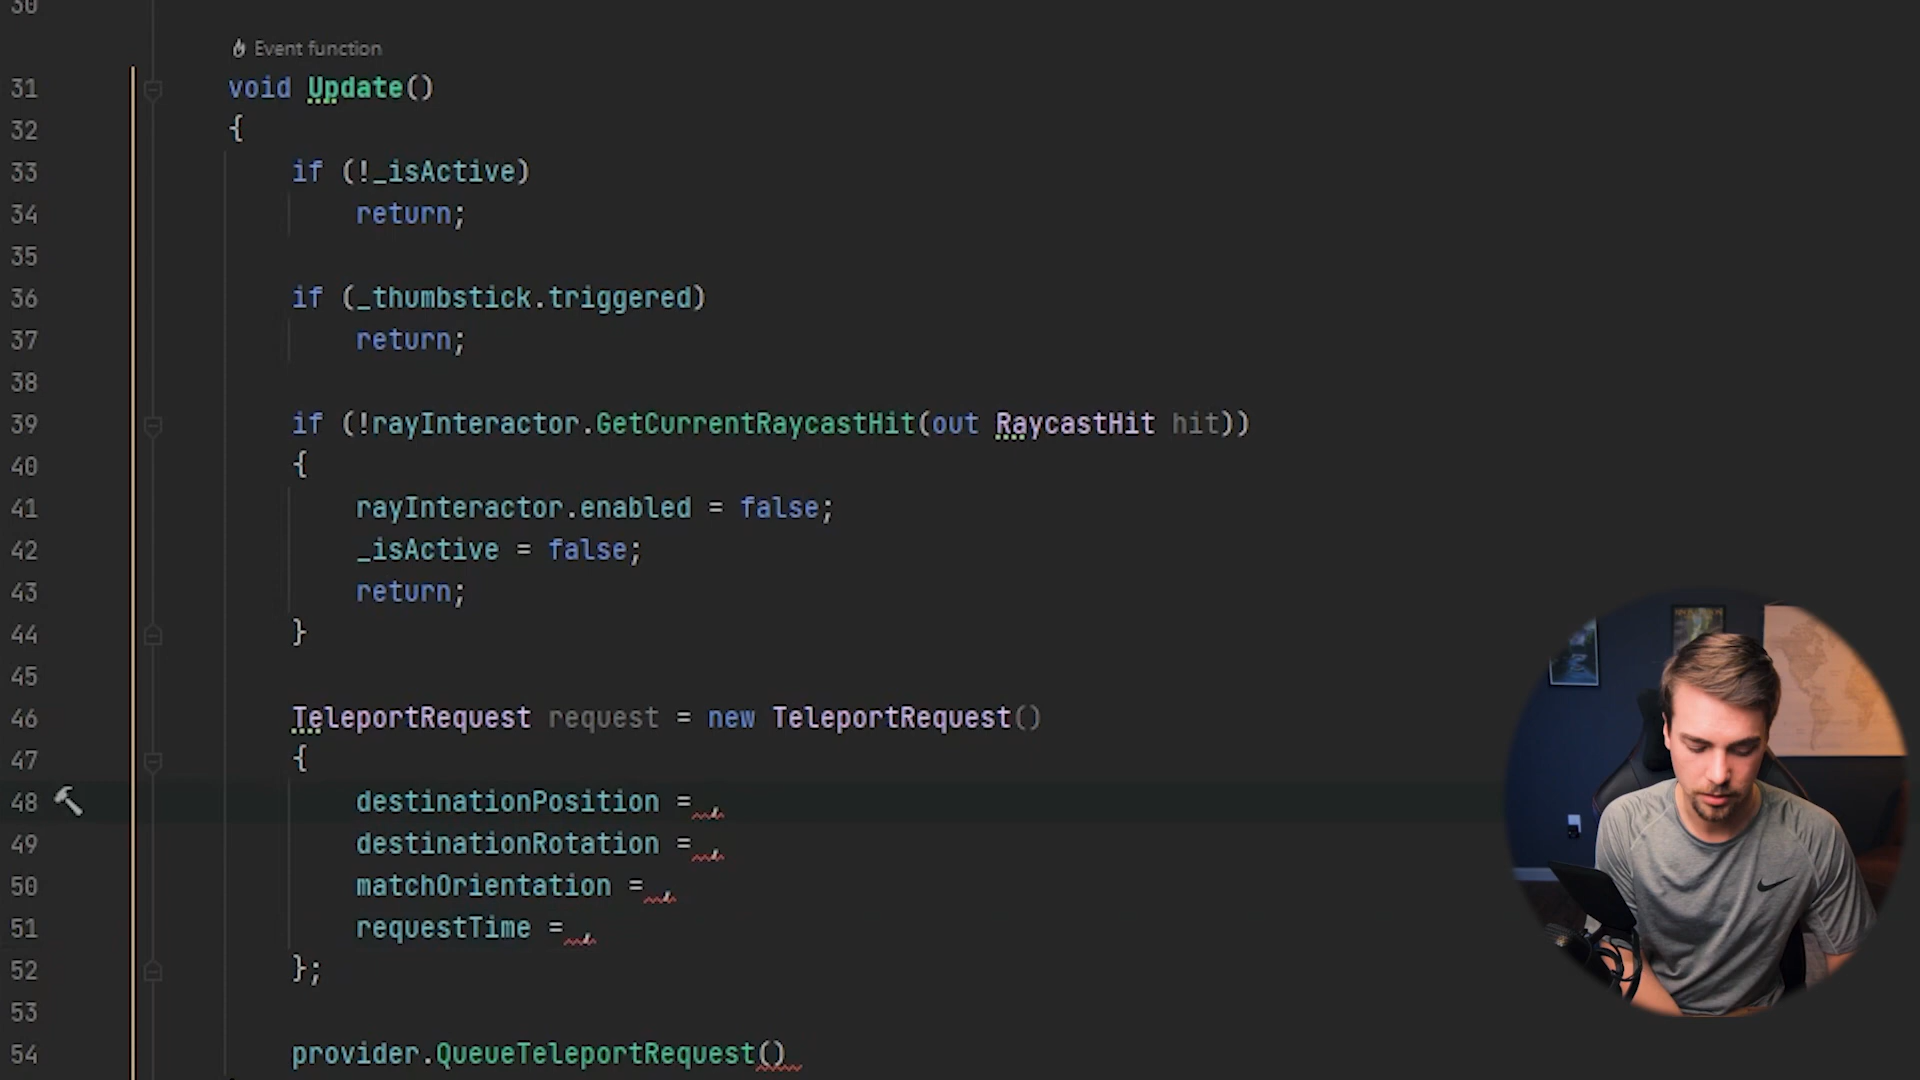 30
Event function
31 void Update()
32 {
33 if (!_isActive)
34 return;
35
36 if (_thumbstick.triggered)
37 return;
38
39 if (!rayInteractor.GetCurrentRaycastHit(out RaycastHit hit))
40 {
41 rayInteractor.enabled = false;
42 _isActive = false;
43 return;
44 }
45
46 TeleportRequest request = new TeleportRequest()
47 {
48 destinationPosition = ,
49 destinationRotation = ,
50 matchOrientation = ,
51 requestTime = ,
52 };
53
54 provider.QueueTeleportRequest()